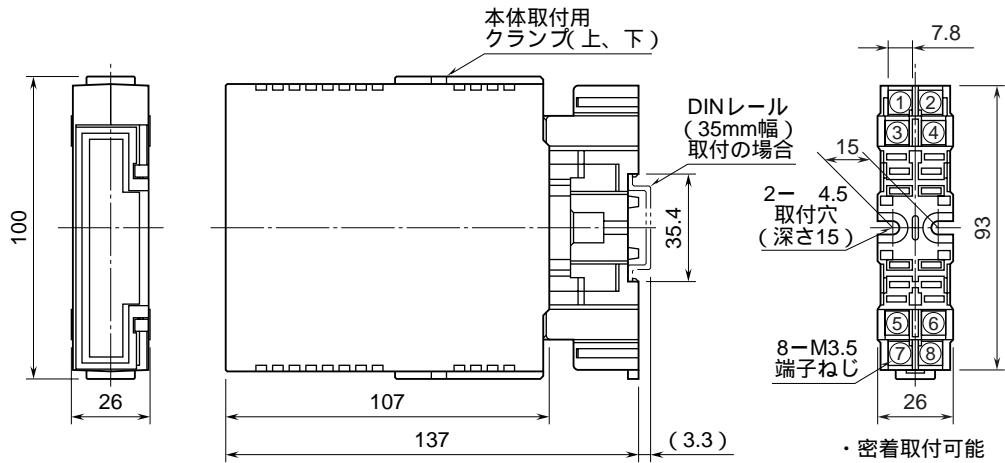 本体取付用
クランプ(上、下)
7.8
DINレール
(35mm幅)
取付の場合
1
2
3
4
15
2ー 4.5
取付穴
(深さ15)
100
35.4
93
5
6
7
8
8ーM3.5
端子ねじ
26
107
26
137
(3.3)
・密着取付可能